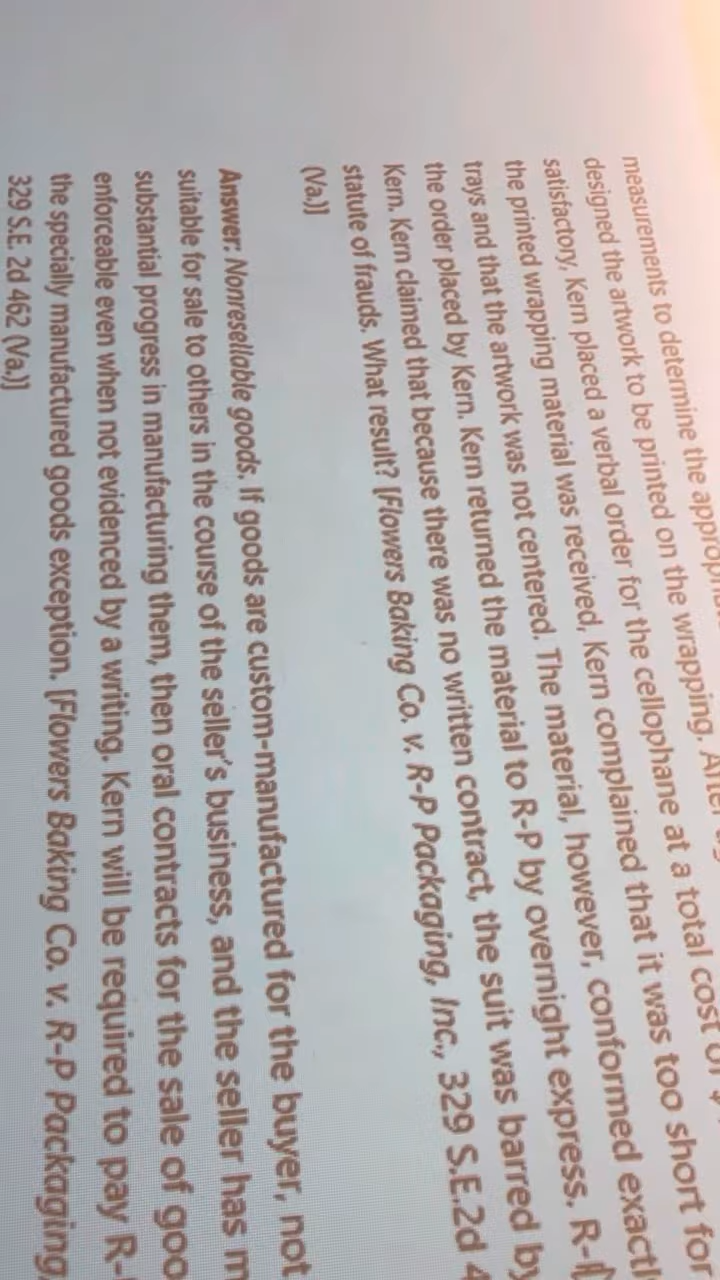 measurements to determine the
designed the artwork to be printed on the wrapping.
satisfactory, Kern placed a verbal order for the cellophane at a total cost
the printed wrapping material was received, Kern complained that it was too short for
trays and that the artwork was not centered. The material, however, conformed
the order placed by Kern. Kern returned the material to R-P by overnight express.
Kern. Kern claimed that because there was no written contract, the suit was barred by
statute of frauds. What result? [Flowers Baking Co. v. R-P Packaging, Inc., 329 S.E.2d
(Va.)]
Answer. Nonresellable goods. If goods are custom-manufactured for the buyer, not
suitable for sale to others in the course of the seller's business, and the seller has
substantial progress in manufacturing them, then oral contracts for the sale of
enforceable even when not evidenced by a writing. Kern will be required to pay
the specially manufactured goods exception. [Flowers Baking Co. v. R-P Packaging,
329 S.E. 2d 462 (Va.)]